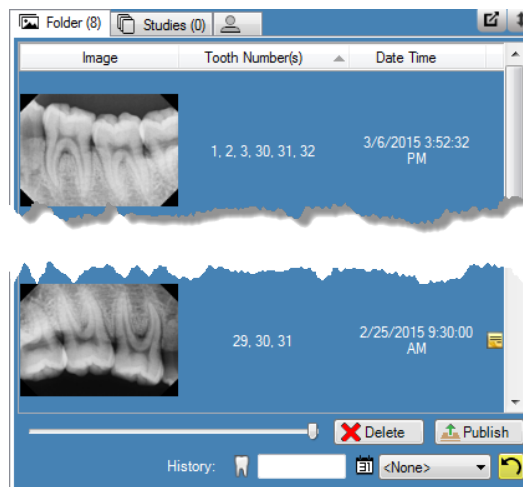 Folder (8) Studies (0)
Image Tooth Number(s) Date Time
1, 2, 3, 30, 31, 32 3/6/2015 3:52:32
PM
29, 30, 31 2/25/2015 9:30:00
AM
Delete Publish
History: 31 <None>